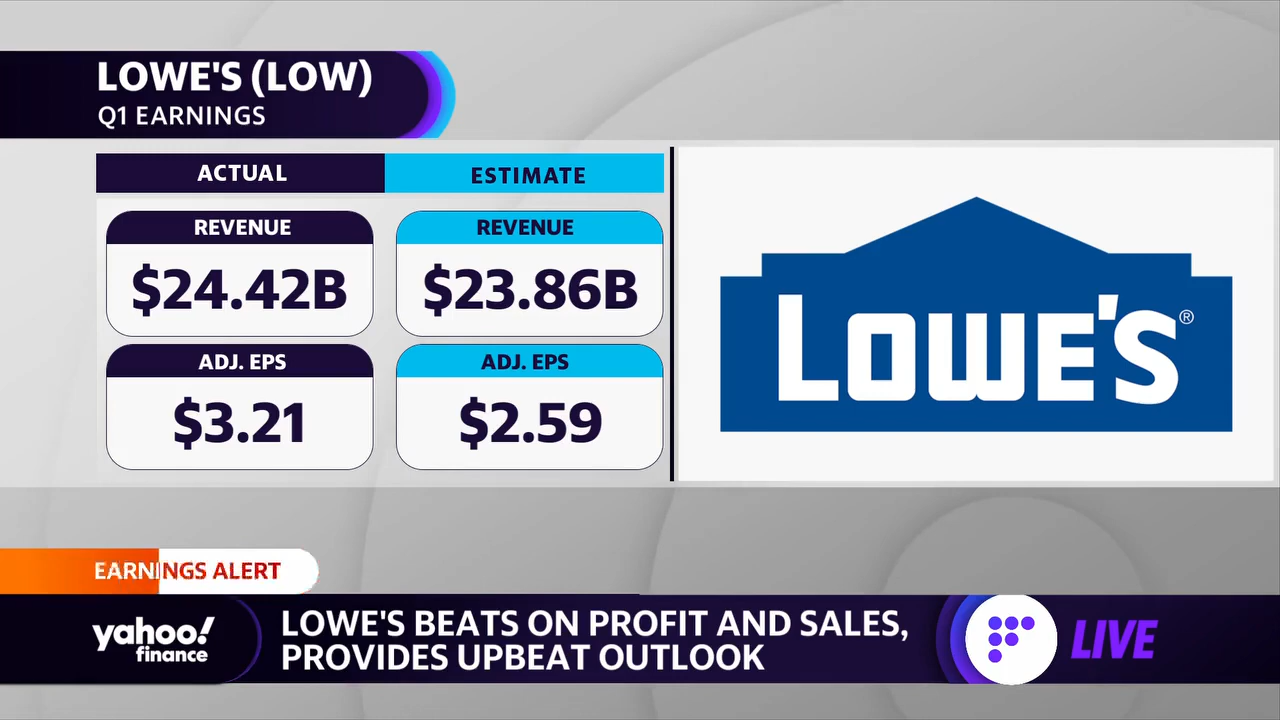 LOWE'S (LOW)
Q1 EARNINGS
ACTUAL
ESTIMATE
REVENUE
$24.42B
REVENUE
$23.86B
ADJ. EPS
$3.21
ADJ. EPS
$2.59
LOWE'S®
EARNINGS ALERT
yahoo!
finance
LOWE'S BEATS ON PROFIT AND SALES,
PROVIDES UPBEAT OUTLOOK
LIVE